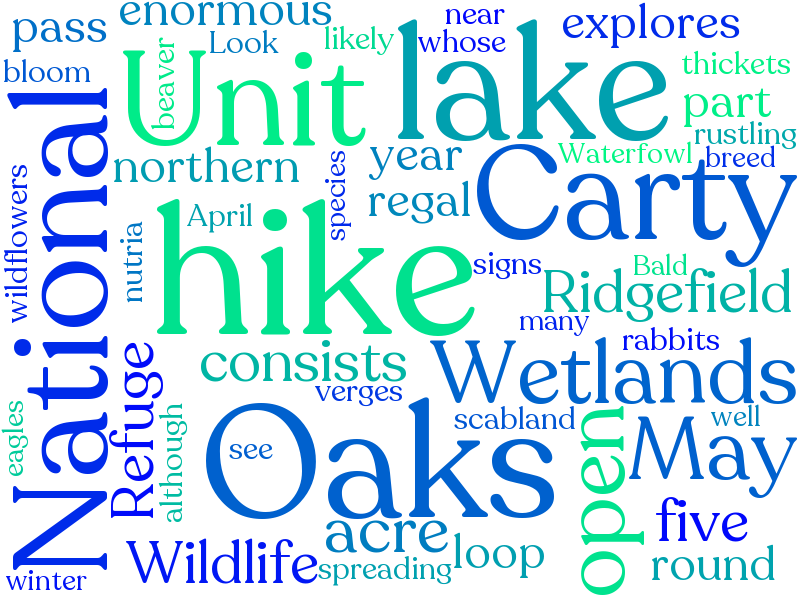 pass
enormous
near
explores
bloom
beaver
Look
likely
whose
thickets
Unit
lake
part
rustling
National
northern
year
Waterfowl
breed
wildflowers
species
regal
Carty
nutria
April
hike
signs
Bald
Ridgefield
many
rabbits
consists
Wetlands
Refuge
verges
eagles
although
Oaks
see
scabland
open
May
well
acre
five
Wildlife
spreading
loop
round
winter